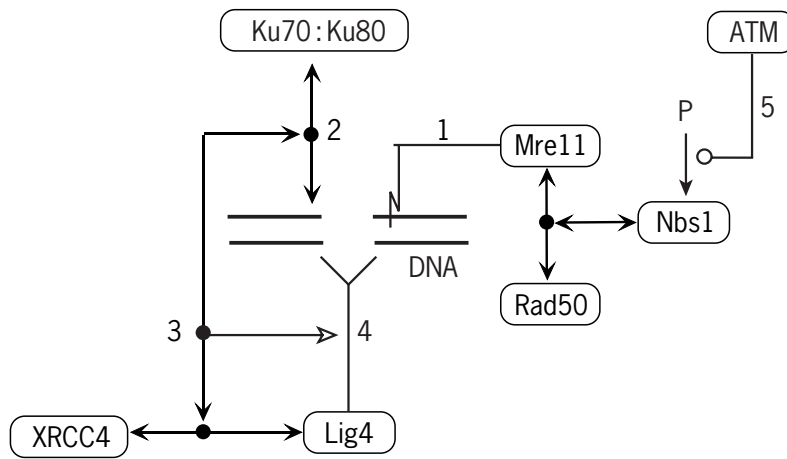 Ku70:Ku80
ATM
2
1
P
5
Mre11
Nbs1
DNA
Rad50
3
4
XRCC4
Lig4